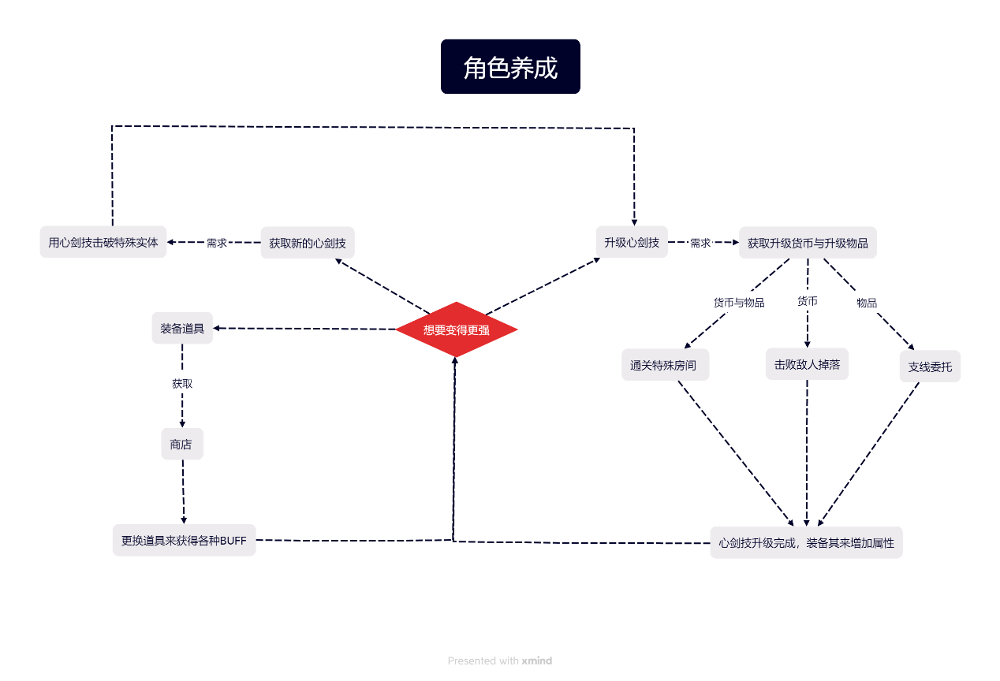 角色养成
用心剑技击破特殊实体
需求
获取新的心剑技
升级心剑技
需求
获取升级货币与升级物品
货币与物品
货币
物品
装备道具
想要变得更强
通关特殊房间
击败敌人掉落
支线委托
获取
商店
更换道具来获得各种BUFF
心剑技升级完成，装备其来增加属性
Presented with xmind